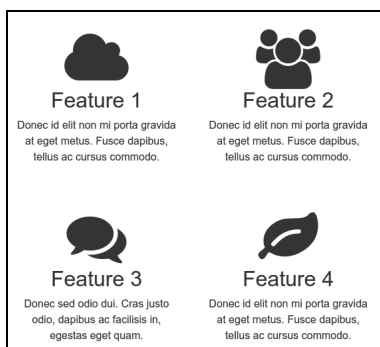 Feature 1
Donec id elit non mi porta gravida
at eget metus. Fusce dapibus,
tellus ac cursus commodo.
Feature 2
Donec id elit non mi porta gravida
at eget metus. Fusce dapibus,
tellus ac cursus commodo.
Feature 3
Donec sed odio dui. Cras justo
odio, dapibus ac facilisis in,
egestas eget quam.
Feature 4
Donec id elit non mi porta gravida
at eget metus. Fusce dapibus,
tellus ac cursus commodo.